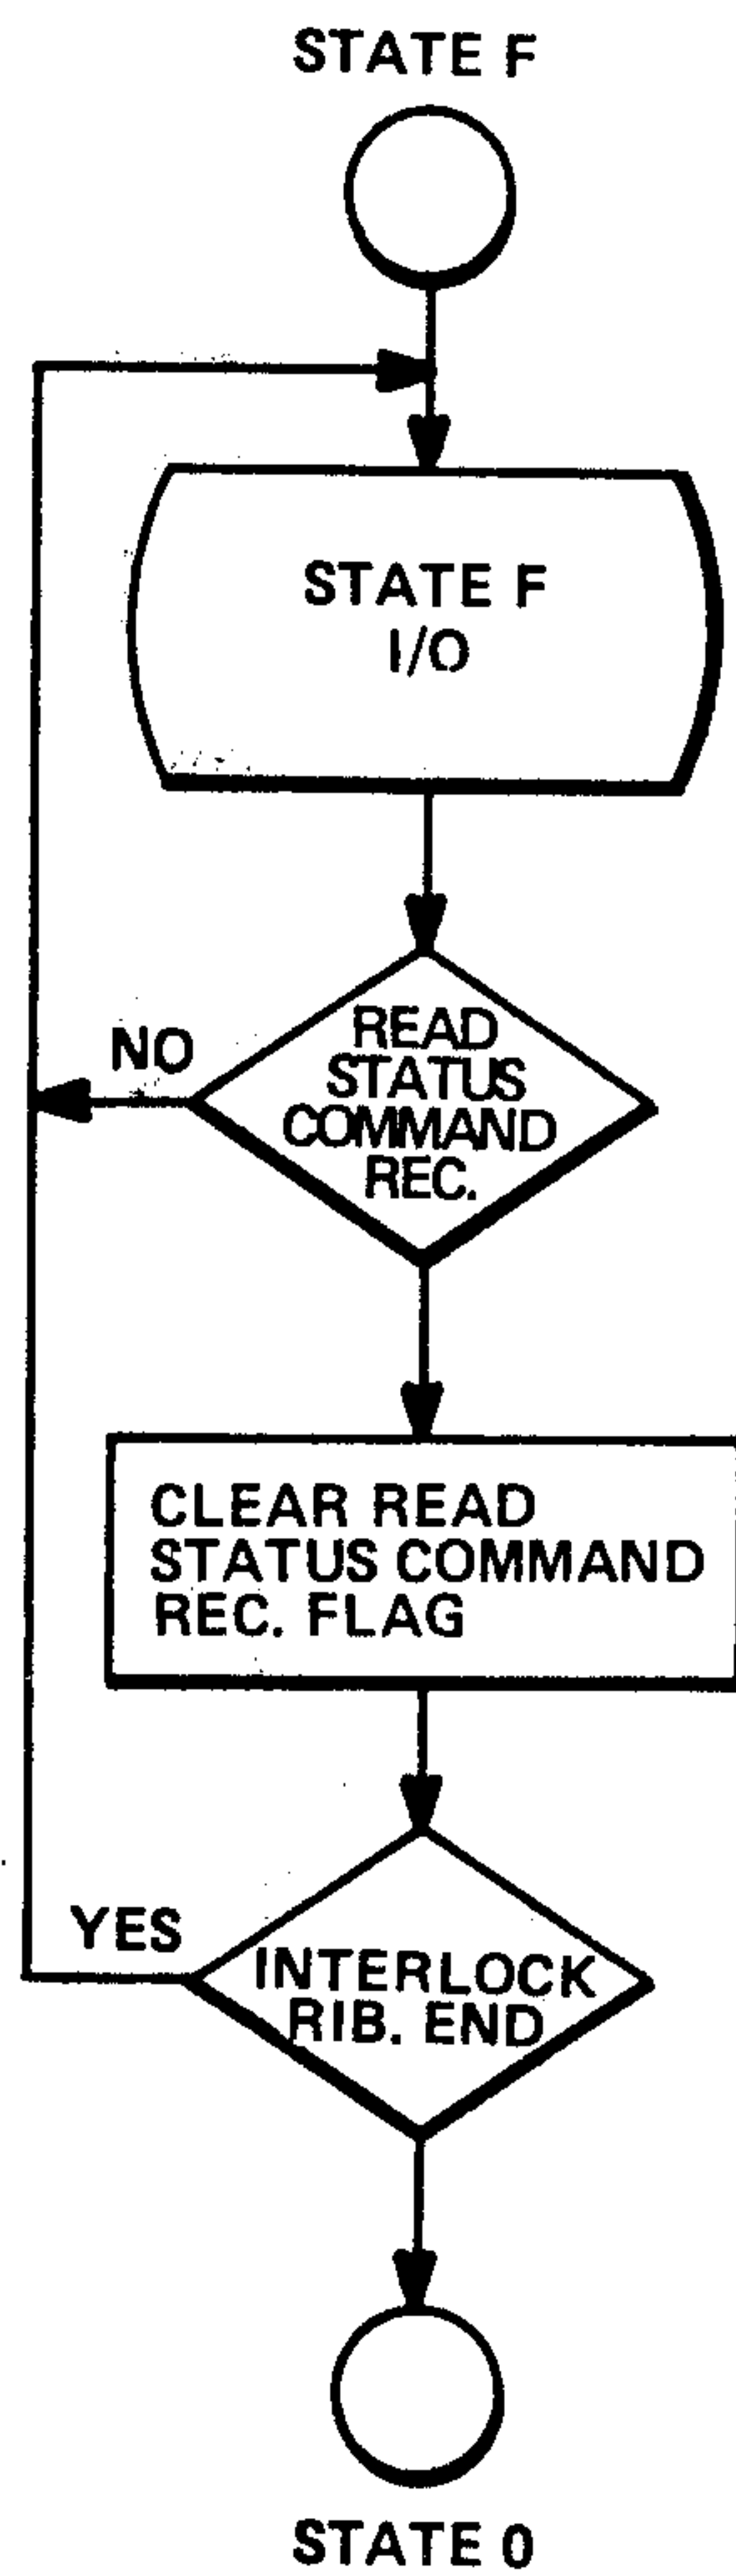 STATE F
STATE F
I/O
NO
READ
STATUS
COMMAND
REC.
CLEAR READ
STATUS COMMAND
REC. FLAG
YES
INTERLOCK
RIB. END
STATE 0